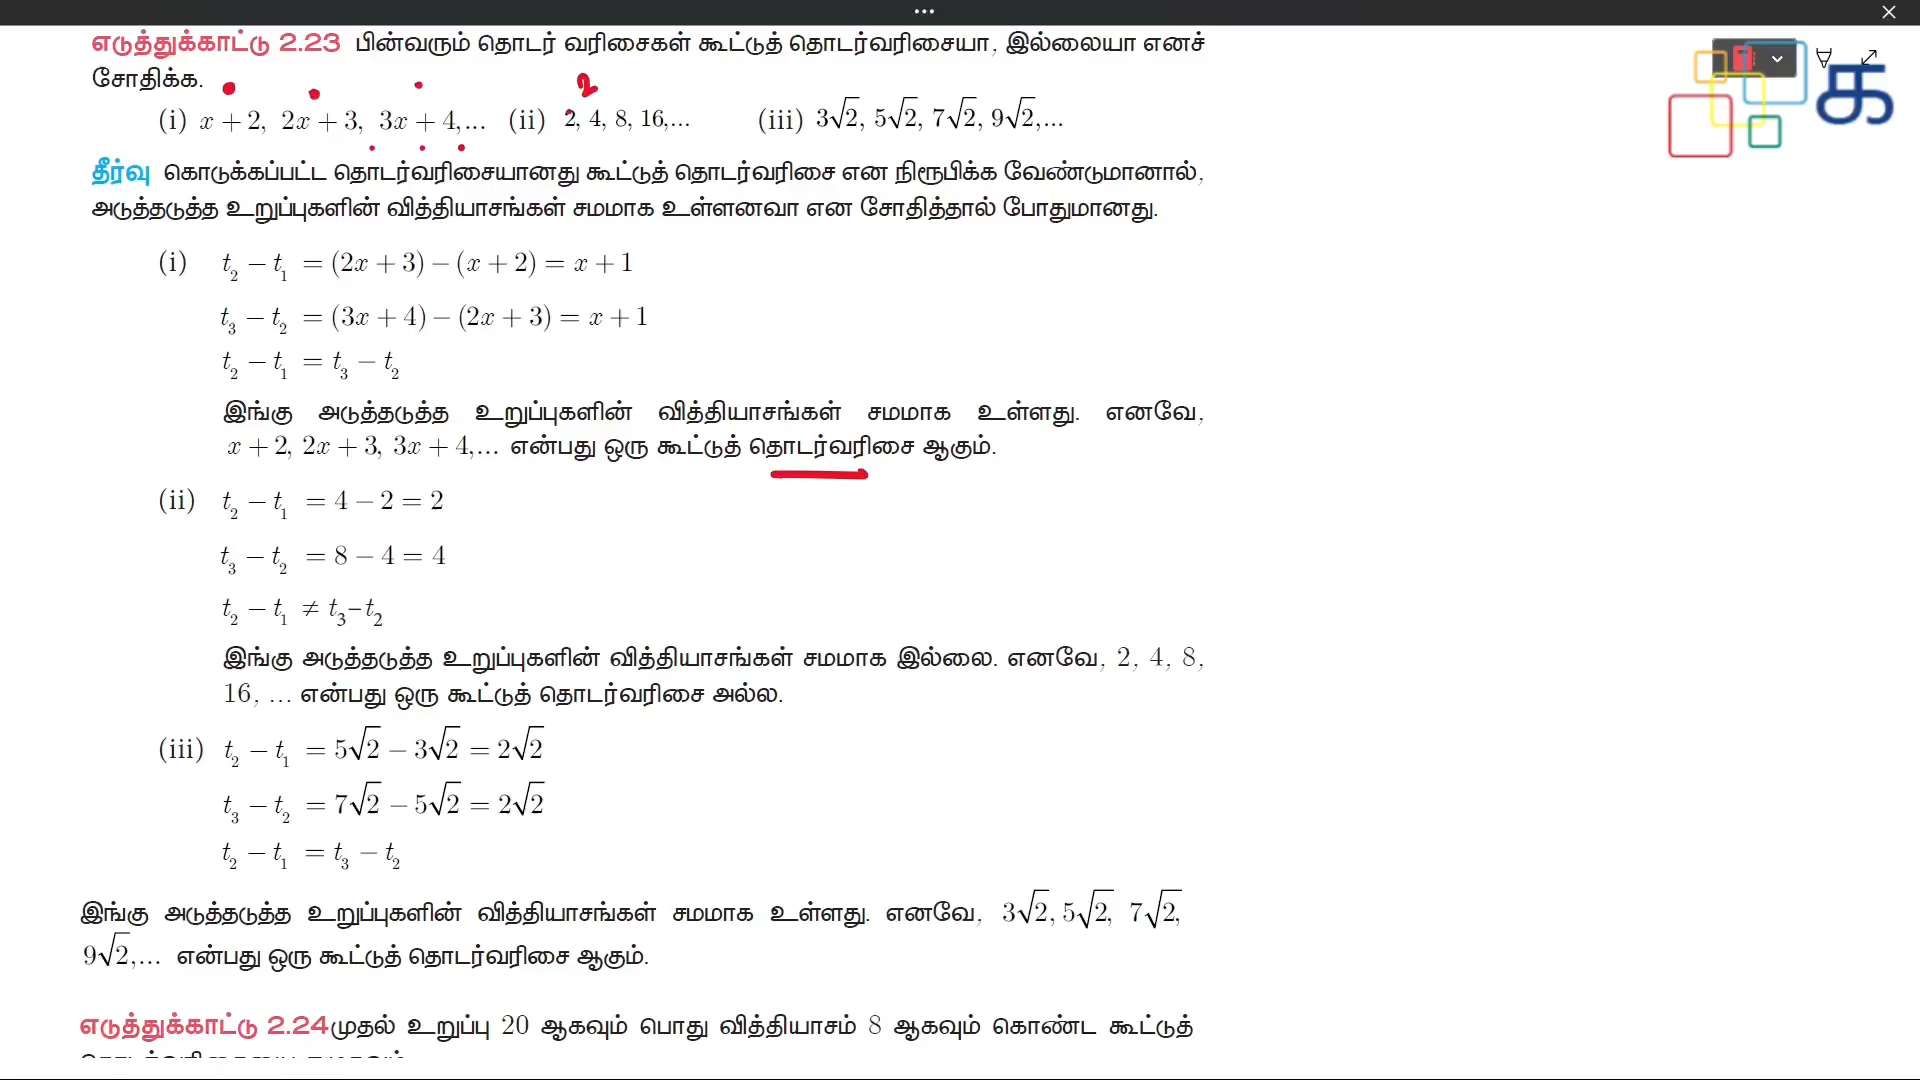 எடுத்துக்காட்டு 2.23 பின்வரும் தொடர் வரிசைகள் கூட்டுத் தொடர்வரிசையா, இல்லையா எனச்
சோதிக்க.
2
(i) x + 2, 2x + 3, 3x + 4,... (ii) 2, 4, 8, 16,... (iii) 3√2, 5√2, 7√2, 9√2,...
க
தீர்வு கொடுக்கப்பட்ட தொடர்வரிசையானது கூட்டுத் தொடர்வரிசை என நிரூபிக்க வேண்டுமானால்,
அடுத்தடுத்த உறுப்புகளின் வித்தியாசங்கள் சமமாக உள்ளனவா என சோதித்தால் போதுமானது.
(i) t₂ − t₁ = (2x + 3) − (x + 2) = x + 1
t₃ − t₂ = (3x + 4) − (2x + 3) = x + 1
t₂ − t₁ = t₃ − t₂
இங்கு அடுத்தடுத்த உறுப்புகளின் வித்தியாசங்கள் சமமாக உள்ளது. எனவே,
x + 2, 2x + 3, 3x + 4,... என்பது ஒரு கூட்டுத் தொடர்வரிசை ஆகும்.
(ii) t₂ − t₁ = 4 − 2 = 2
t₃ − t₂ = 8 − 4 = 4
t₂ − t₁ ≠ t₃ − t₂
இங்கு அடுத்தடுத்த உறுப்புகளின் வித்தியாசங்கள் சமமாக இல்லை. எனவே, 2, 4, 8,
16, ... என்பது ஒரு கூட்டுத் தொடர்வரிசை அல்ல.
(iii) t₂ − t₁ = 5√2 − 3√2 = 2√2
t₃ − t₂ = 7√2 − 5√2 = 2√2
t₂ − t₁ = t₃ − t₂
இங்கு அடுத்தடுத்த உறுப்புகளின் வித்தியாசங்கள் சமமாக உள்ளது. எனவே, 3√2, 5√2, 7√2,
9√2,... என்பது ஒரு கூட்டுத் தொடர்வரிசை ஆகும்.
எடுத்துக்காட்டு 2.24 முதல் உறுப்பு 20 ஆகவும் பொது வித்தியாசம் 8 ஆகவும் கொண்ட கூட்டுத்